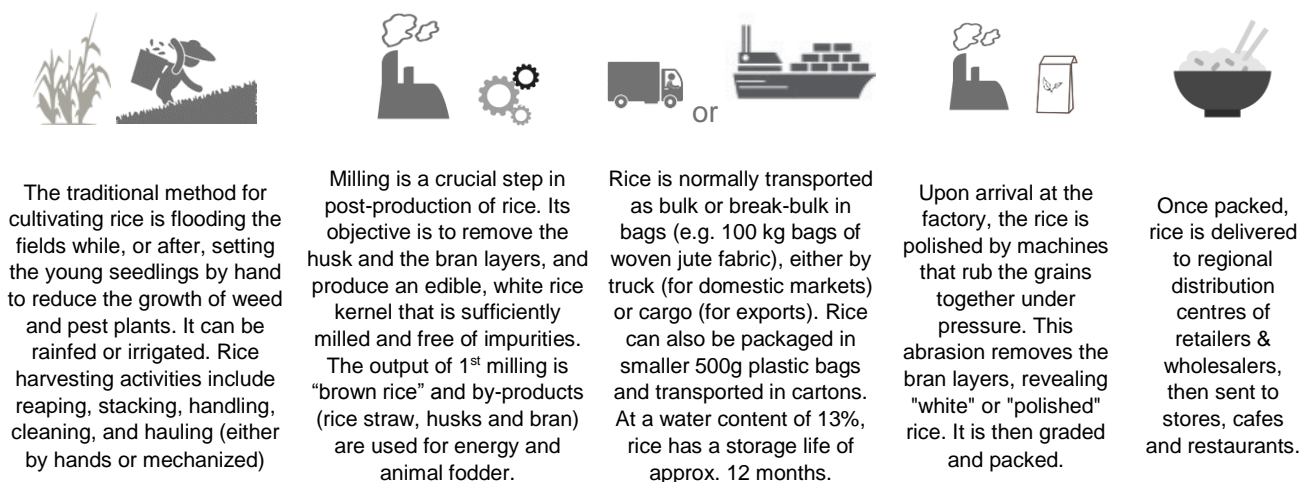 or
The traditional method for
cultivating rice is flooding the
fields while, or after, setting
the young seedlings by hand
to reduce the growth of weed
and pest plants. It can be
rainfed or irrigated. Rice
harvesting activities include
reaping, stacking, handling,
cleaning, and hauling (either
by hands or mechanized)
Milling is a crucial step in
post-production of rice. Its
objective is to remove the
husk and the bran layers, and
produce an edible, white rice
kernel that is sufficiently
milled and free of impurities.
The output of 1st milling is
“brown rice” and by-products
(rice straw, husks and bran)
are used for energy and
animal fodder.
Rice is normally transported
as bulk or break-bulk in
bags (e.g. 100 kg bags of
woven jute fabric), either by
truck (for domestic markets)
or cargo (for exports). Rice
can also be packaged in
smaller 500g plastic bags
and transported in cartons.
At a water content of 13%,
rice has a storage life of
approx. 12 months.
Upon arrival at the
factory, the rice is
polished by machines
that rub the grains
together under
pressure. This
abrasion removes the
bran layers, revealing
"white" or "polished"
rice. It is then graded
and packed.
Once packed,
rice is delivered
to regional
distribution
centres of
retailers &
wholesalers,
then sent to
stores, cafes
and restaurants.